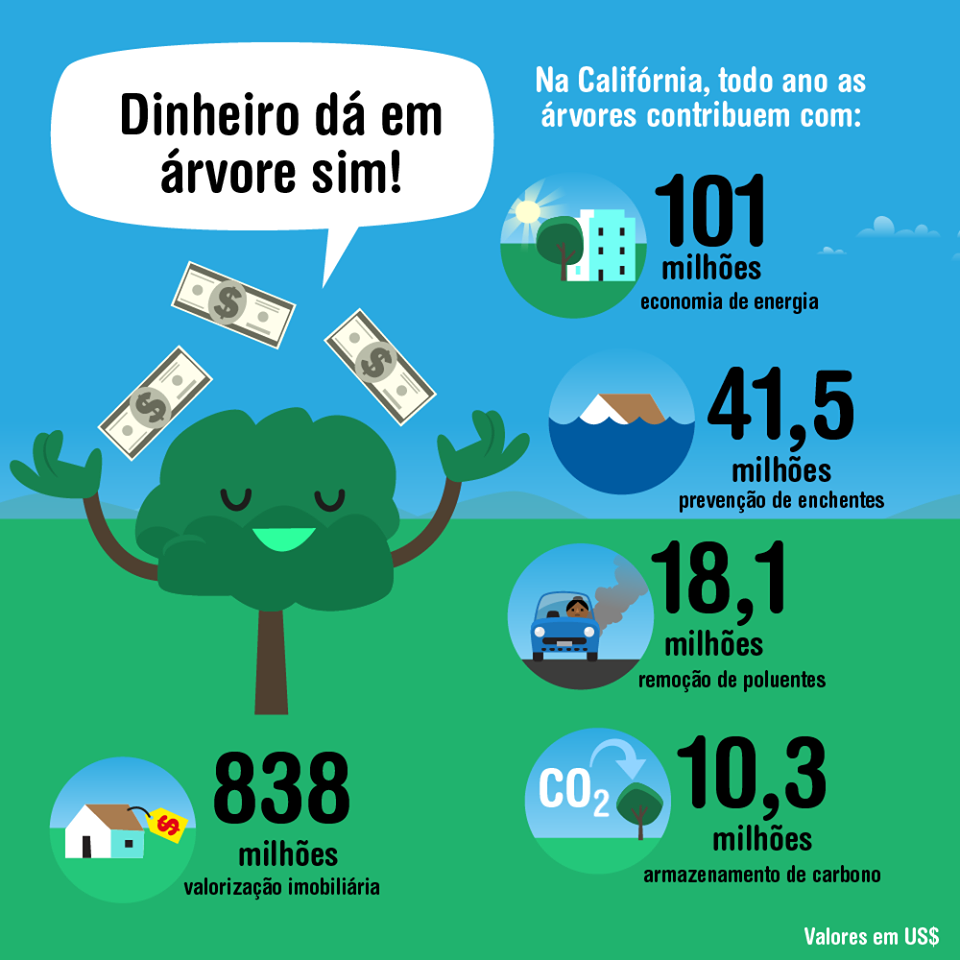 Dinheiro dá em
árvore sim!
Na Califórnia, todo ano as
árvores contribuem com:
101
milhões
economia de energia
41,5
milhões
prevenção de enchentes
18,1
milhões
remoção de poluentes
CO2
10,3
milhões
armazenamento de carbono
$
838
milhões
valorização imobiliária
$
$
$
Valores em US$